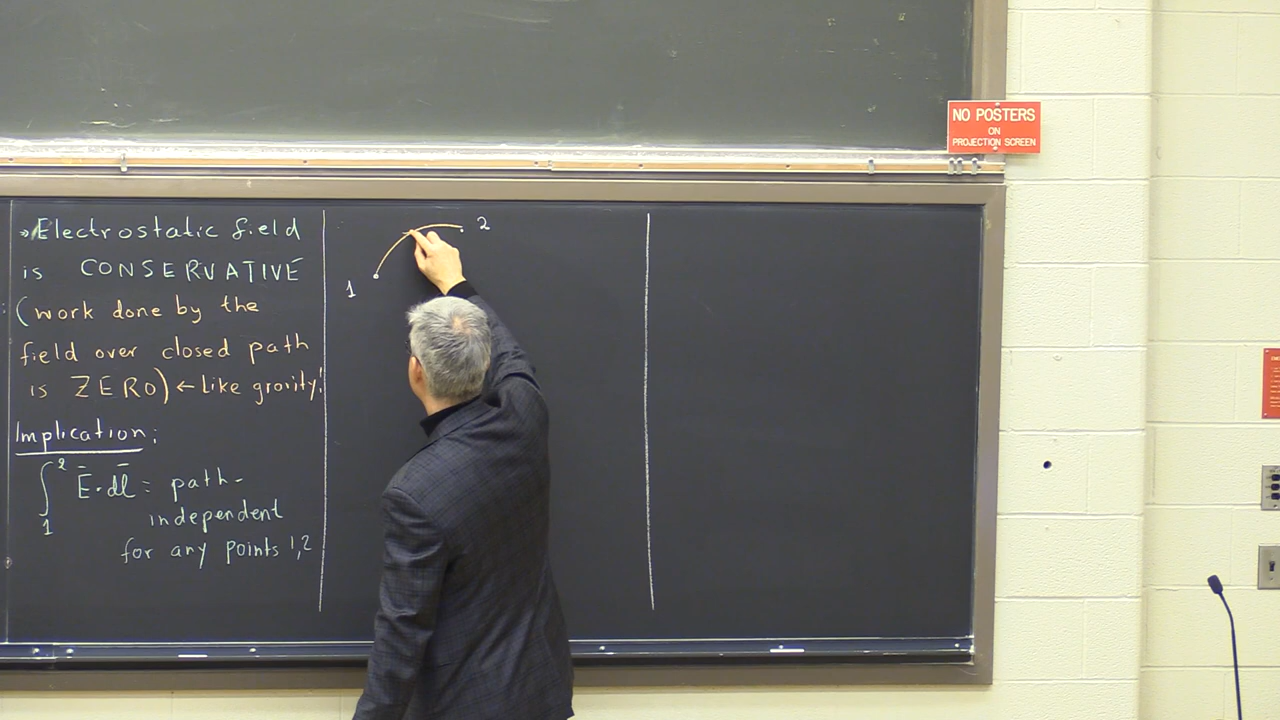 »Electrostatic field
is CONSERVATIVE
(work done by the
field over closed path
is ZERO) ← Like gravity!
Implication:
∫₁² Ē·dl̄ = path-
independent
for any points 1,2
1
2
NO POSTERS
ON
PROJECTION SCREEN